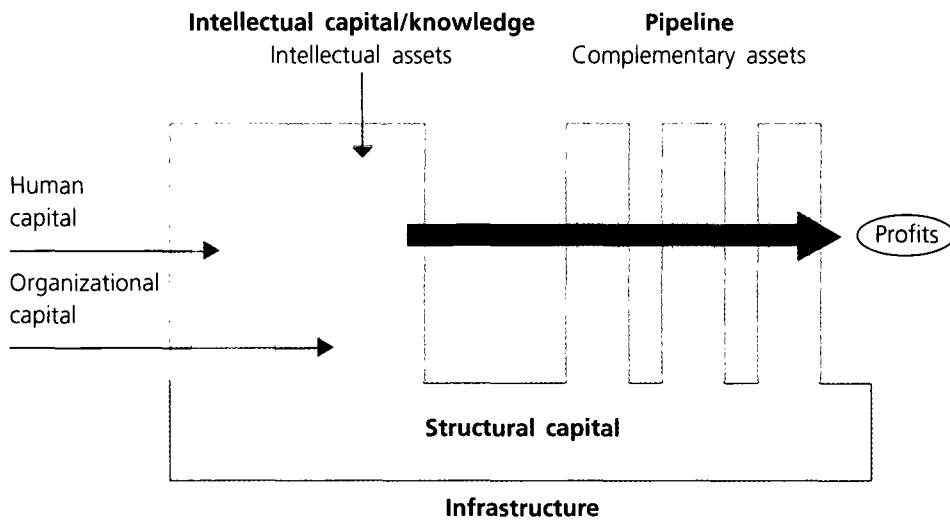 Intellectual capital/knowledge
Intellectual assets
Pipeline
Complementary assets
Human
capital
Organizational
capital
Profits
Structural capital
Infrastructure